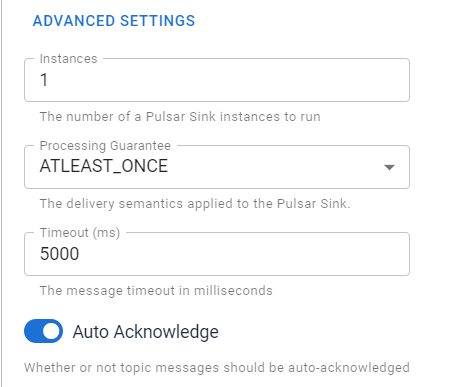 ADVANCED SETTINGS
Instances
1
The number of a Pulsar Sink instances to run
Processing Guarantee
ATLEAST_ONCE
The delivery semantics applied to the Pulsar Sink.
Timeout (ms)
5000
The message timeout in milliseconds
Auto Acknowledge
Whether or not topic messages should be auto-acknowledged